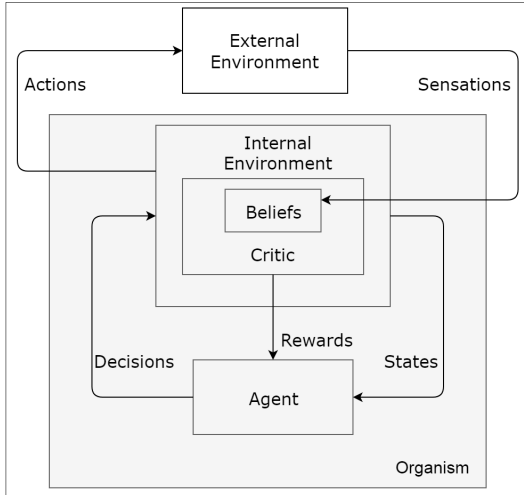 External
Environment
Actions
Sensations
Internal
Environment
Beliefs
Critic
Rewards
Decisions
States
Agent
Organism